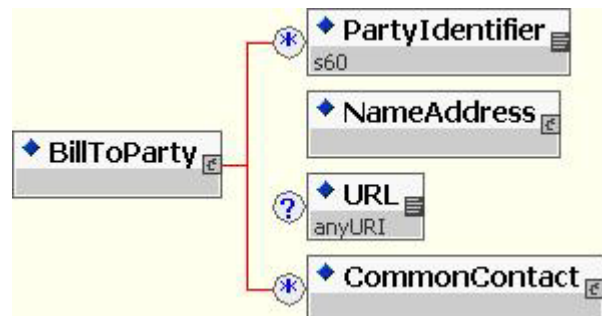 PartyIdentifier
s60
NameAddress
BillToParty
URL
?
anyURI
CommonContact